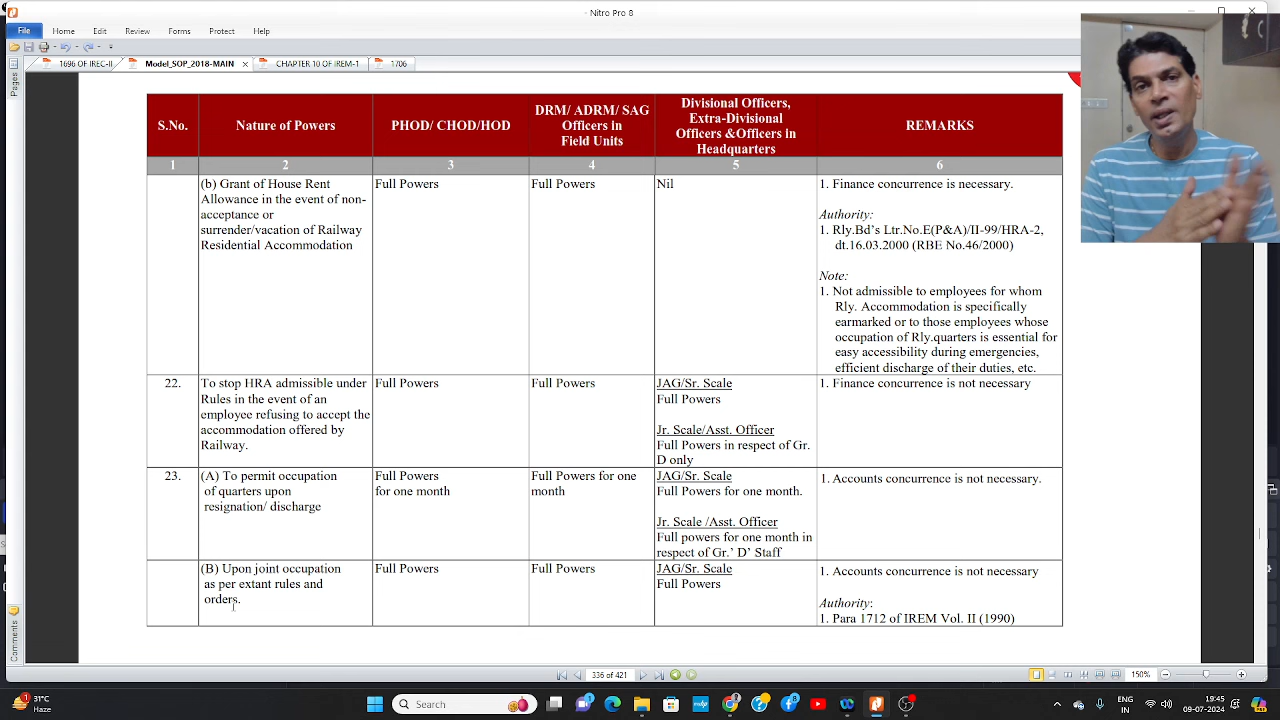 - Nitro Pro 8
File Home Edit Review Forms Protect Help
1696 OF IREC-II Model_SOP_2018-MAIN CHAPTER 10 OF IREM-1 1706
Pages
S.No.
Nature of Powers
PHOD/ CHOD/HOD
DRM/ ADRM/ SAG
Officers in
Field Units
Divisional Officers,
Extra-Divisional
Officers &Officers in
Headquarters
REMARKS
1 2 3 4 5 6
(b) Grant of House Rent
Allowance in the event of non-
acceptance or
surrender/vacation of Railway
Residential Accommodation
Full Powers
Full Powers
Nil
1. Finance concurrence is necessary.
Authority:
1. Rly.Bd's Ltr.No.E(P&A)/II-99/HRA-2,
dt.16.03.2000 (RBE No.46/2000)
Note:
1. Not admissible to employees for whom
Rly. Accommodation is specifically
earmarked or to those employees whose
occupation of Rly.quarters is essential for
easy accessibility during emergencies,
efficient discharge of their duties, etc.
22.
To stop HRA admissible under
Rules in the event of an
employee refusing to accept the
accommodation offered by
Railway.
Full Powers
Full Powers
JAG/Sr. Scale
Full Powers
Jr. Scale/Asst. Officer
Full Powers in respect of Gr.
D only
1. Finance concurrence is not necessary
23.
(A) To permit occupation
of quarters upon
resignation/ discharge
Full Powers
for one month
Full Powers for one
month
JAG/Sr. Scale
Full Powers for one month.
Jr. Scale /Asst. Officer
Full powers for one month in
respect of Gr.' D' Staff
1. Accounts concurrence is not necessary.
(B) Upon joint occupation
as per extant rules and
orders.
Full Powers
Full Powers
JAG/Sr. Scale
Full Powers
1. Accounts concurrence is not necessary
Authority:
1. Para 1712 of IREM Vol. II (1990)
Comments
336 of 421
150%
1
31°C
Haze
Search
ENG
IN
19:45
09-07-2024